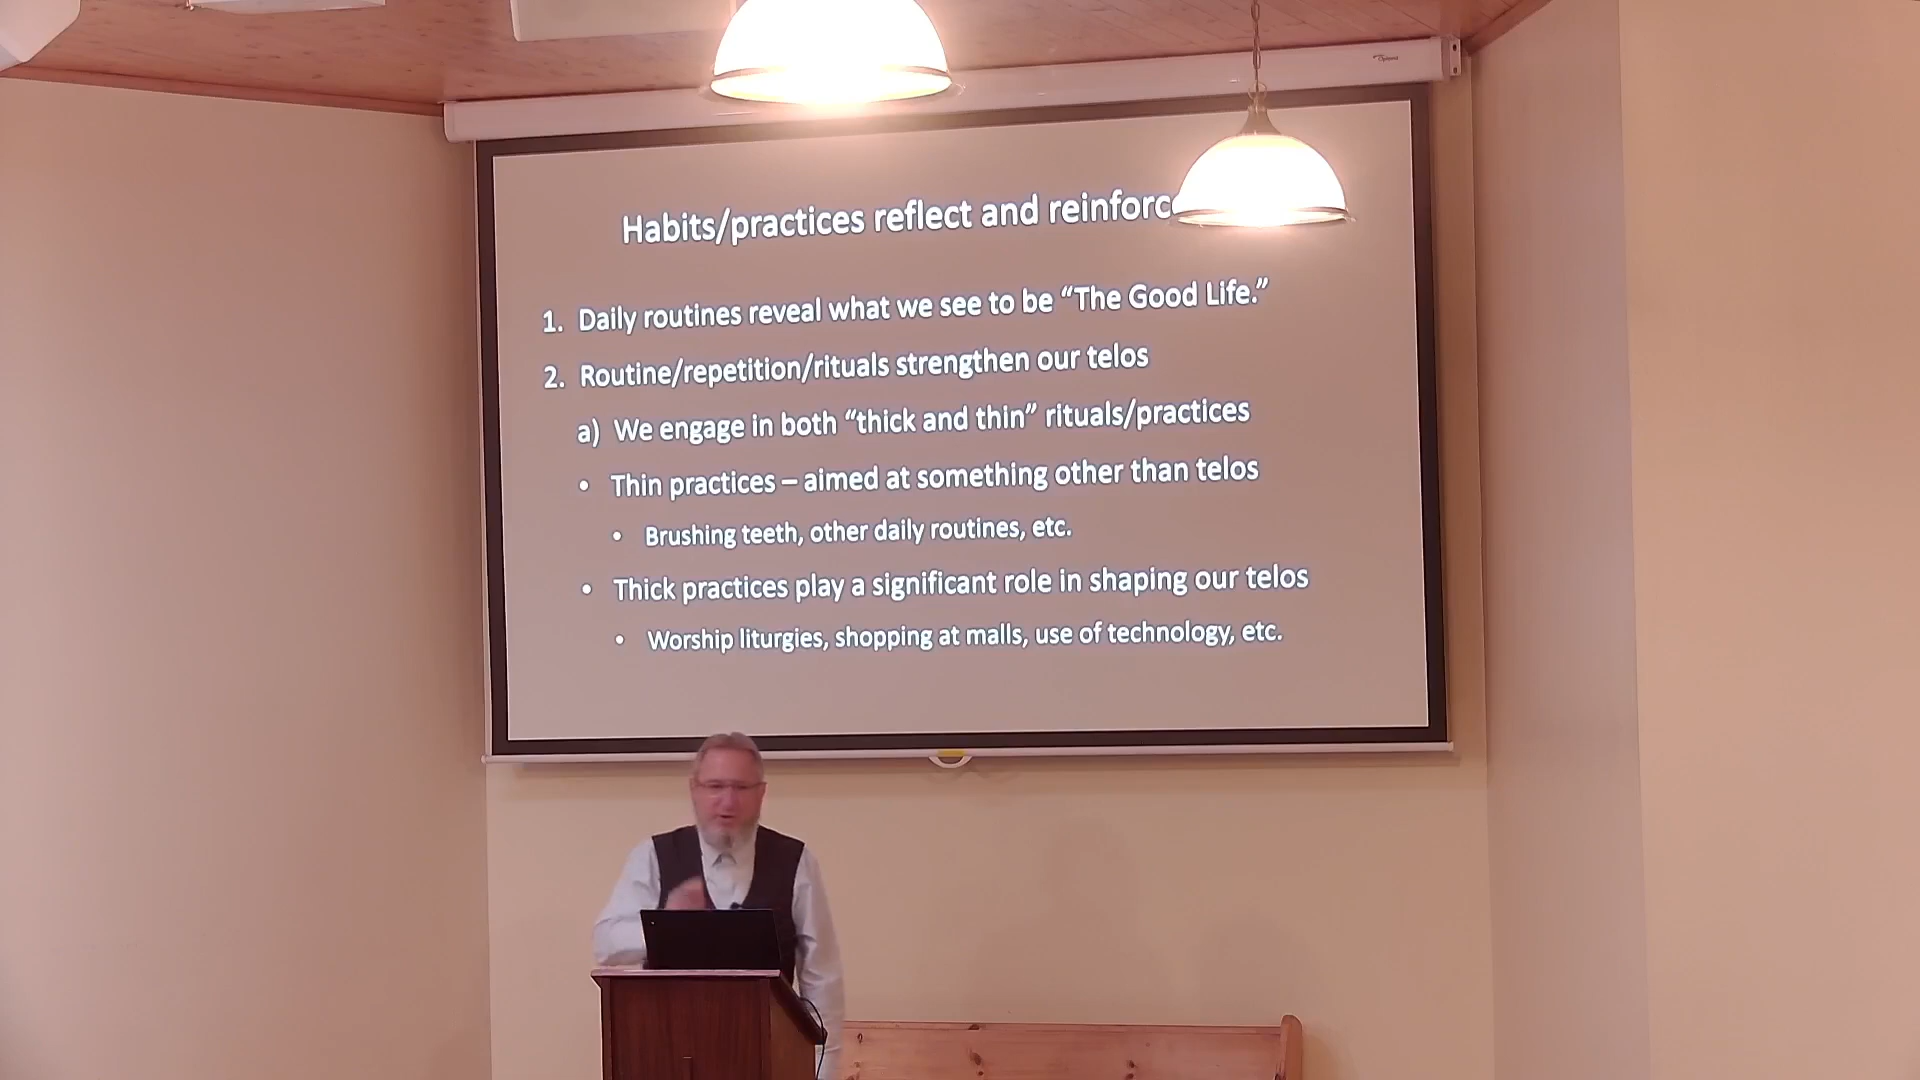 Optoma
Habits/practices reflect and reinforc
1. Daily routines reveal what we see to be “The Good Life.”
2. Routine/repetition/rituals strengthen our telos
a) We engage in both “thick and thin” rituals/practices
• Thin practices – aimed at something other than telos
• Brushing teeth, other daily routines, etc.
• Thick practices play a significant role in shaping our telos
• Worship liturgies, shopping at malls, use of technology, etc.